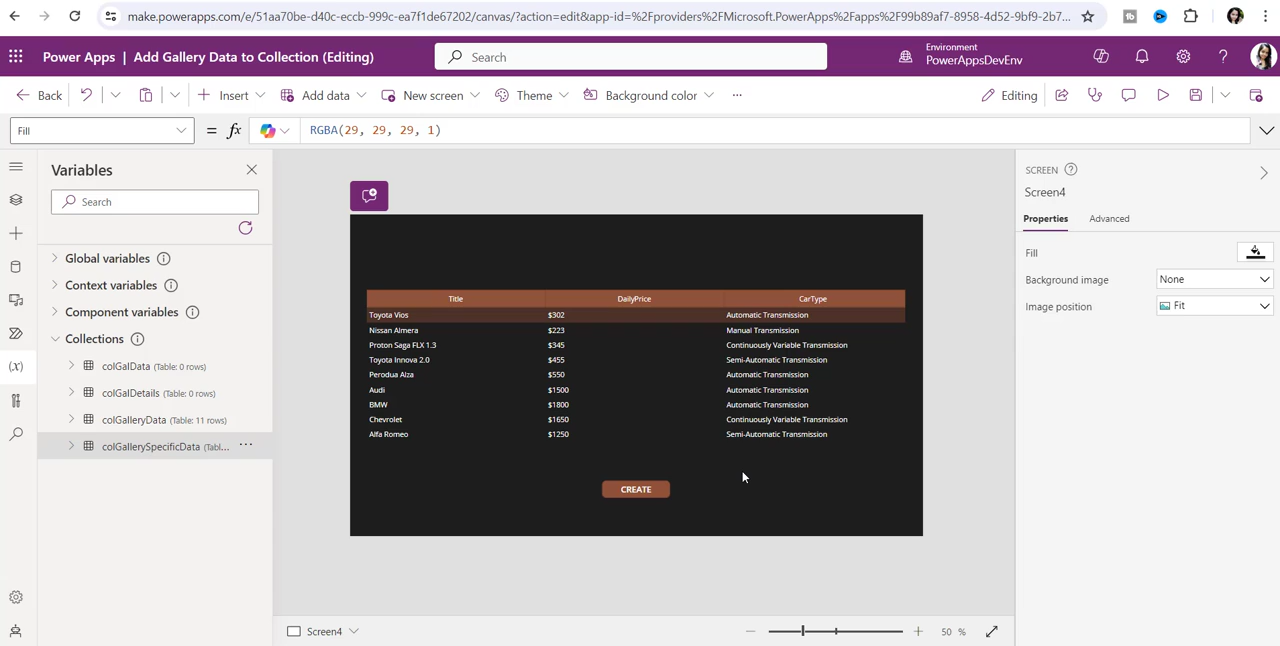 make.powerapps.com/e/51aa70be-d40c-eccb-999c-ea7f1de67202/canvas/?action=edit&app-id=%2Fproviders%2FMicrosoft.PowerApps%2Fapps%2F99b89af7-8958-4d52-9bf9-2b7...
Power Apps | Add Gallery Data to Collection (Editing)
Search
Environment
PowerAppsDevEnv
Back
Insert
Add data
New screen
Theme
Background color
...
Editing
Fill
= fx
RGBA(29, 29, 29, 1)
Variables
Search
Global variables
Context variables
Component variables
Collections
(x)
colGalData (Table: 0 rows)
colGalDetails (Table: 0 rows)
colGalleryData (Table: 11 rows)
colGallerySpecificData (Tabl... ...
Title DailyPrice CarType
Toyota Vios $302 Automatic Transmission
Nissan Almera $223 Manual Transmission
Proton Saga FLX 1.3 $345 Continuously Variable Transmission
Toyota Innova 2.0 $455 Semi-Automatic Transmission
Perodua Alza $550 Automatic Transmission
Audi $1500 Automatic Transmission
BMW $1800 Automatic Transmission
Chevrolet $1650 Continuously Variable Transmission
Alfa Romeo $1250 Semi-Automatic Transmission
CREATE
SCREEN
Screen4
Properties Advanced
Fill
Background image None
Image position Fit
Screen4
50 %